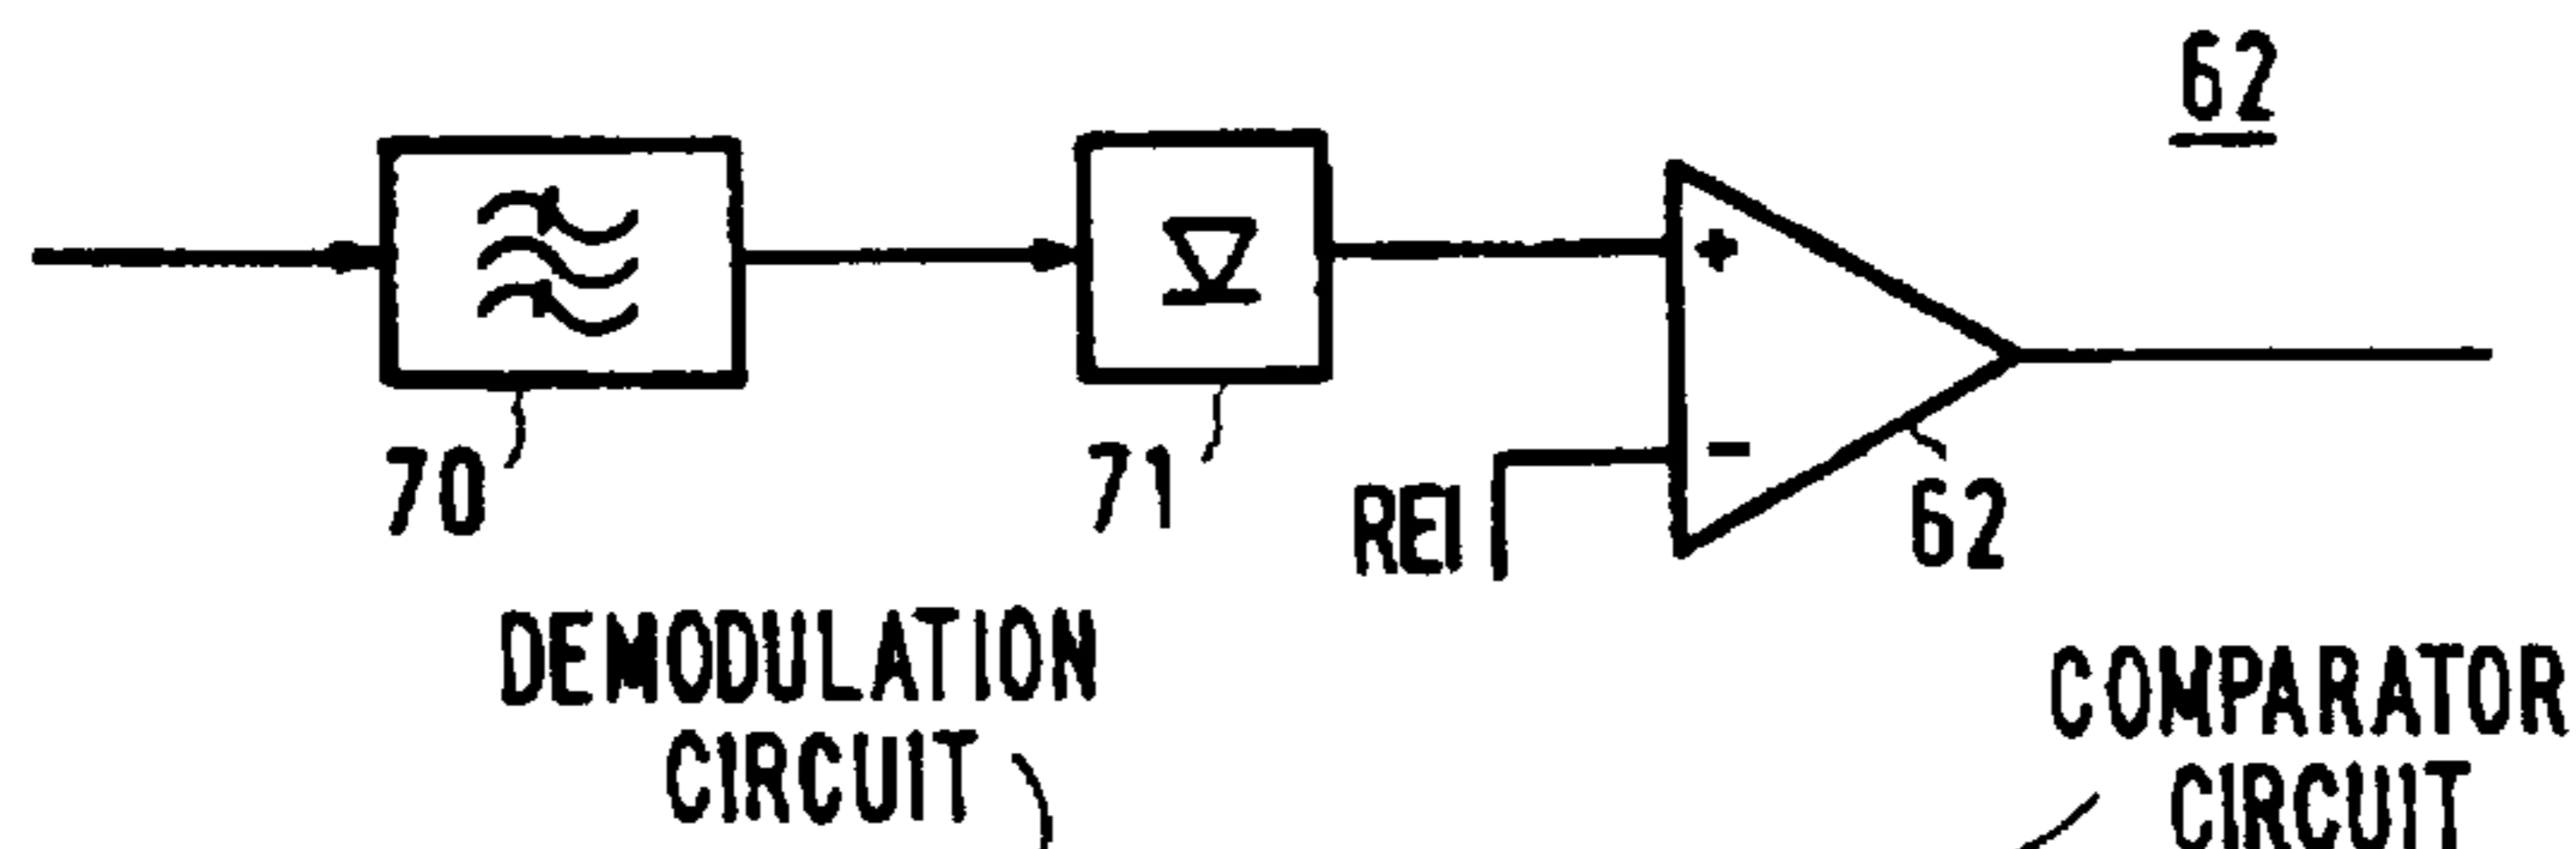 62
+
-
70
71
REI
62
DEMODULATION
CIRCUIT
COMPARATOR
CIRCUIT